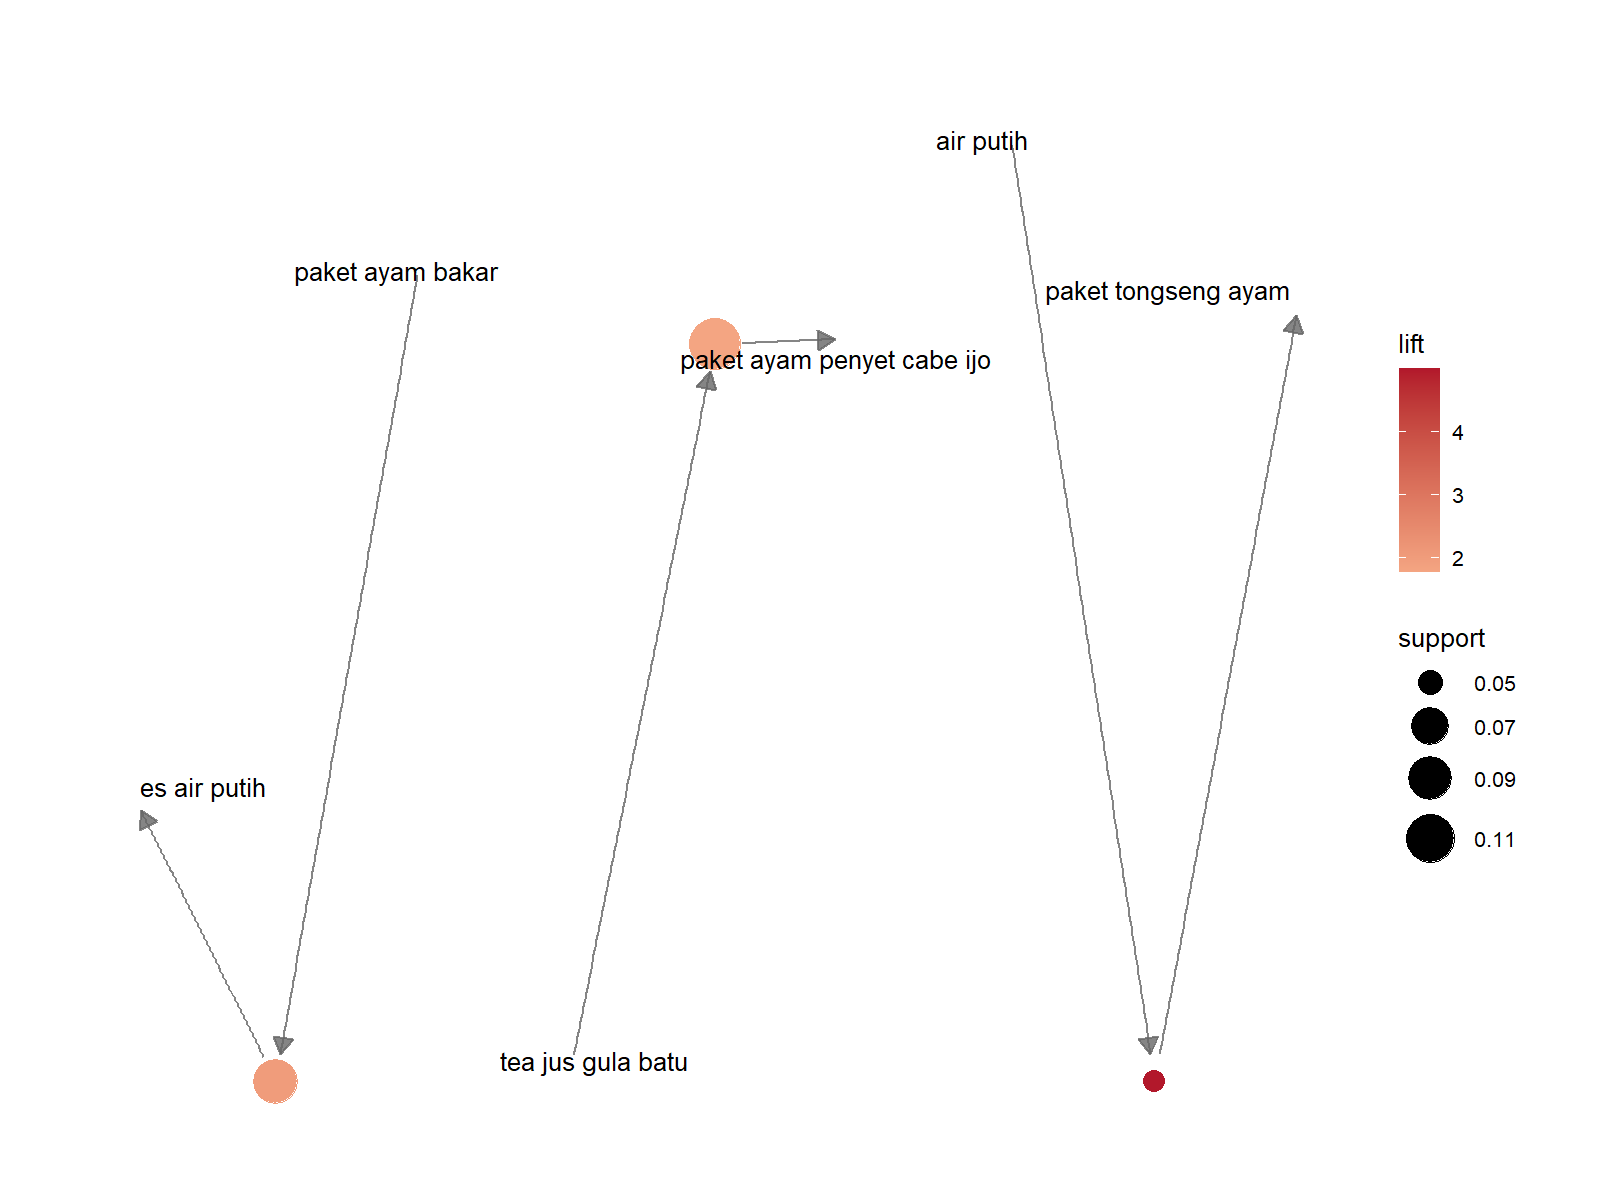 air putih
paket ayam bakar
paket tongseng ayam
paket ayam penyet cabe ijo
es air putih
tea jus gula batu
lift
4
3
2
support
0.05
0.07
0.09
0.11